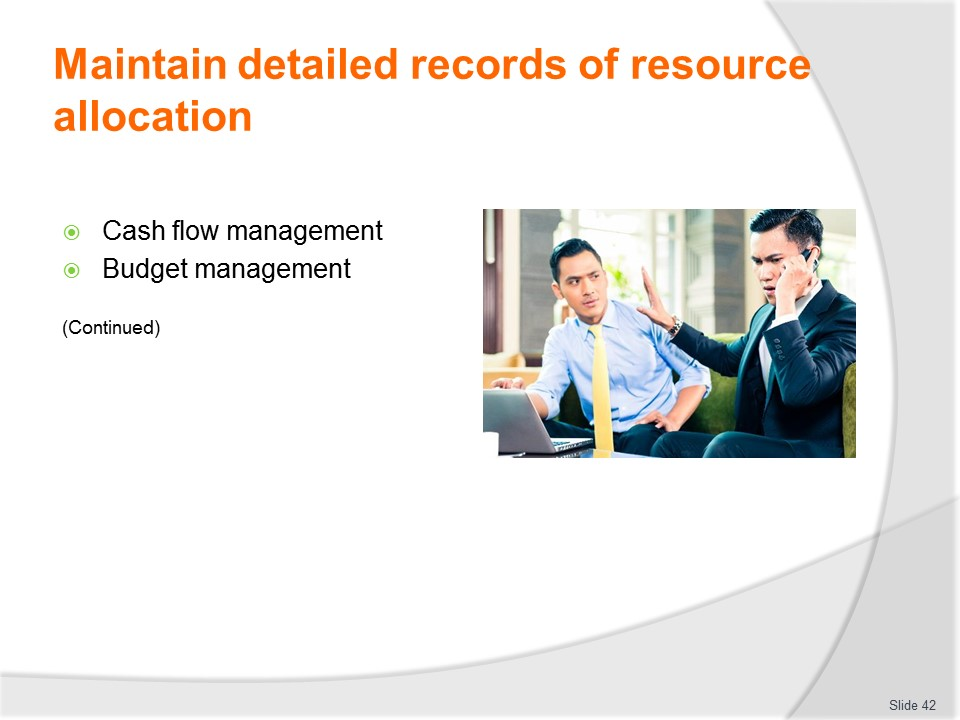 Maintain detailed records of resource
allocation
Cash flow management
Budget management
(Continued)
Slide 42